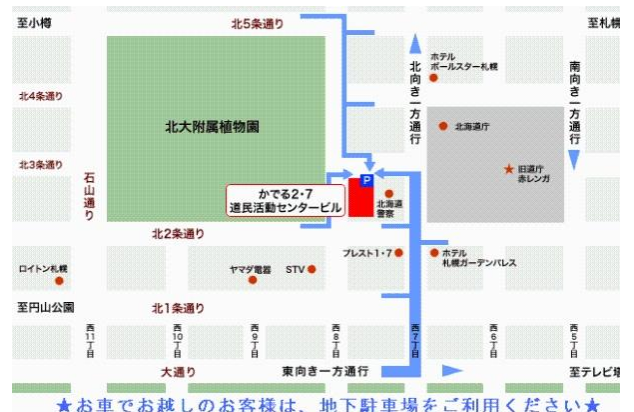 至小樽
北5条通り
至札幌
ホテル
ポールスター札幌
北向き一方通行
南向き一方通行
北4条通り
北大附属植物園
北海道庁
北3条通り
旧道庁
赤レンガ
石山通り
P
かでる2・7
道民活動センタービル
北海道
警察
北2条通り
プレスト1・7
ホテル
札幌ガーデンパレス
ロイトン札幌
ヤマダ電器
STV
至円山公園
北1条通り
西11丁目
西10丁目
西9丁目
西8丁目
西7丁目
西6丁目
西5丁目
大通り
東向き一方通行
至テレビ塔
★お車でお越しのお客様は、地下駐車場をご利用ください★